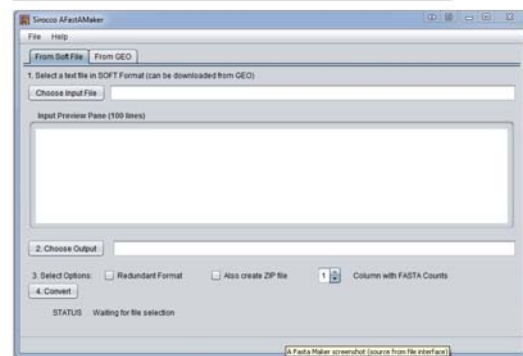 Sirocco AFastAMaker
File Help
From Soft File From GEO
1. Select a text file in SOFT Format (can be downloaded from GEO)
Choose Input File
Input Preview Pane (100 lines)
2. Choose Output
3. Select Options: Redundant Format Also create ZIP file 1 Column with FASTA Counts
4. Convert
STATUS Waiting for file selection
A Fasta Maker screenshot (source from file interface)